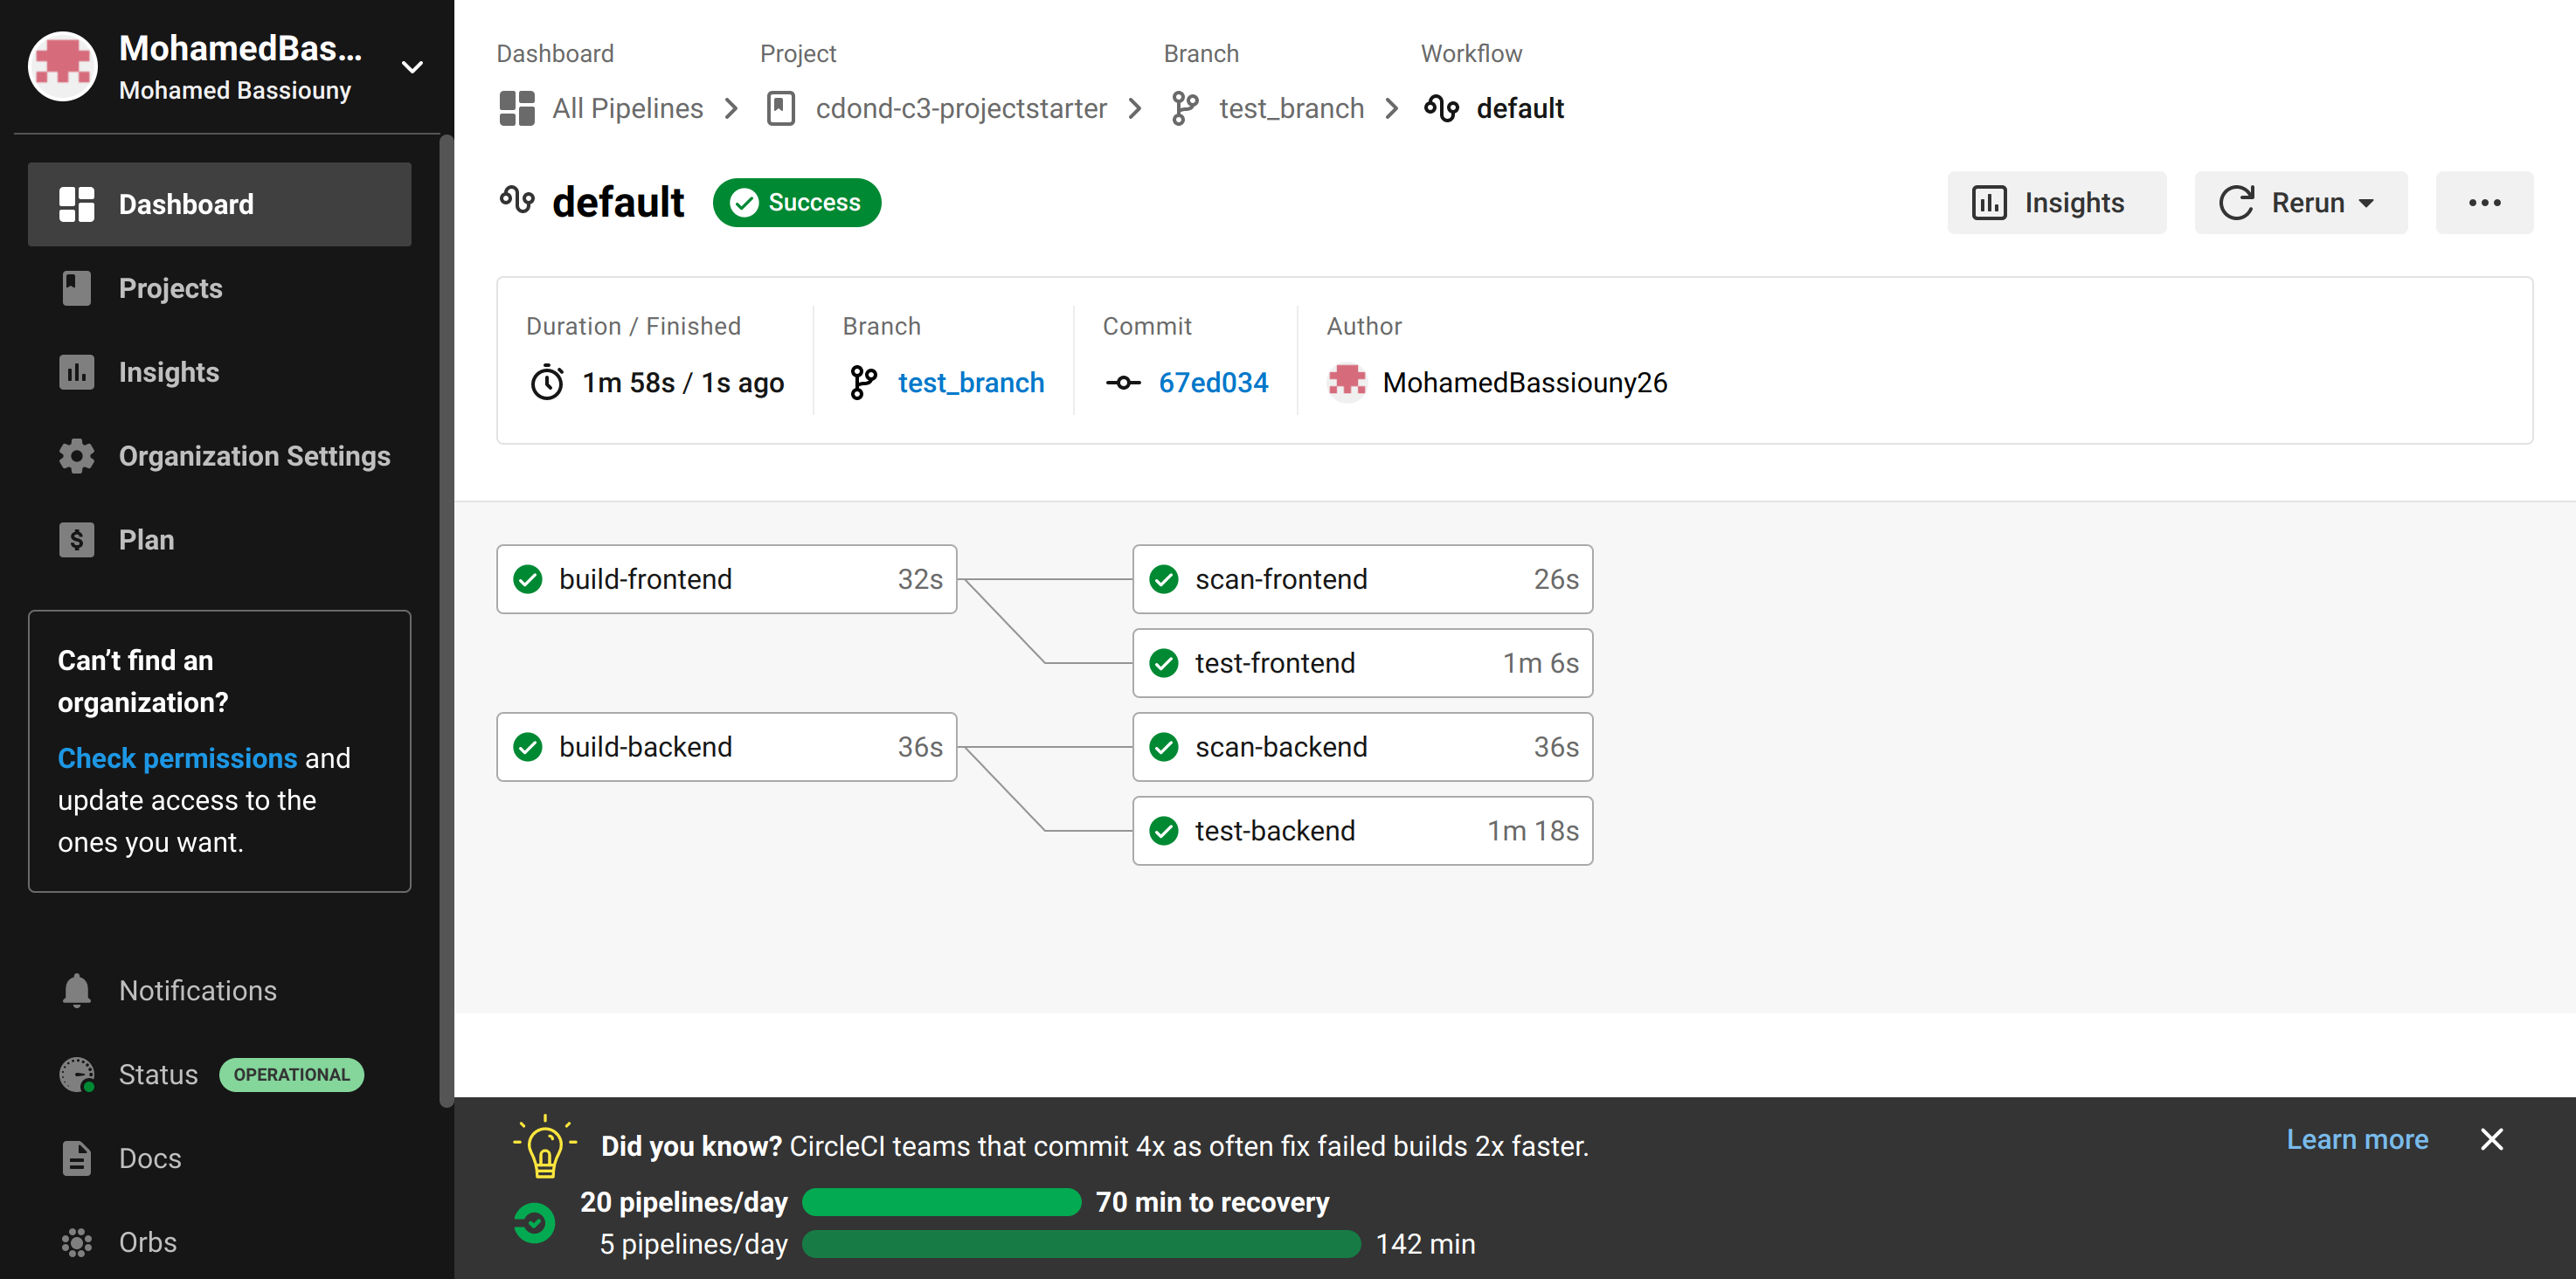 MohamedBas...
Mohamed Bassiouny
Dashboard
Projects
Insights
Organization Settings
Plan
Can’t find an
organization?
Check permissions and
update access to the
ones you want.
Notifications
Status OPERATIONAL
Docs
Orbs
Dashboard Project Branch Workflow
All Pipelines cdond-c3-projectstarter test_branch default
default Success Insights Rerun
Duration / Finished Branch Commit Author
1m 58s / 1s ago test_branch 67ed034 MohamedBassiouny26
build-frontend 32s scan-frontend 26s
test-frontend 1m 6s
build-backend 36s scan-backend 36s
test-backend 1m 18s
Did you know? CircleCI teams that commit 4x as often fix failed builds 2x faster. Learn more
20 pipelines/day 70 min to recovery
5 pipelines/day 142 min